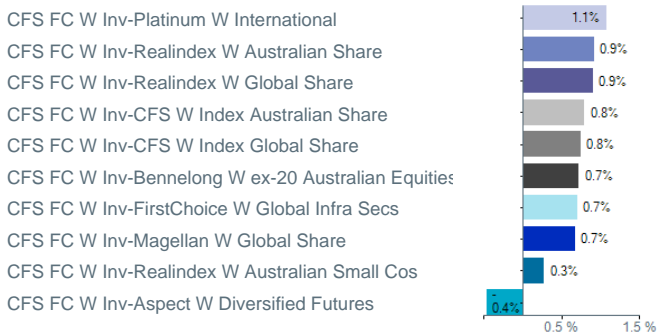 CFS FC W Inv-Platinum W International 1.1%
CFS FC W Inv-Realindex W Australian Share 0.9%
CFS FC W Inv-Realindex W Global Share 0.9%
CFS FC W Inv-CFS W Index Australian Share 0.8%
CFS FC W Inv-CFS W Index Global Share 0.8%
CFS FC W Inv-Bennelong W ex-20 Australian Equities 0.7%
CFS FC W Inv-FirstChoice W Global Infra Secs 0.7%
CFS FC W Inv-Magellan W Global Share 0.7%
CFS FC W Inv-Realindex W Australian Small Cos 0.3%
CFS FC W Inv-Aspect W Diversified Futures -
0.4%
0.5 % 1.5 %